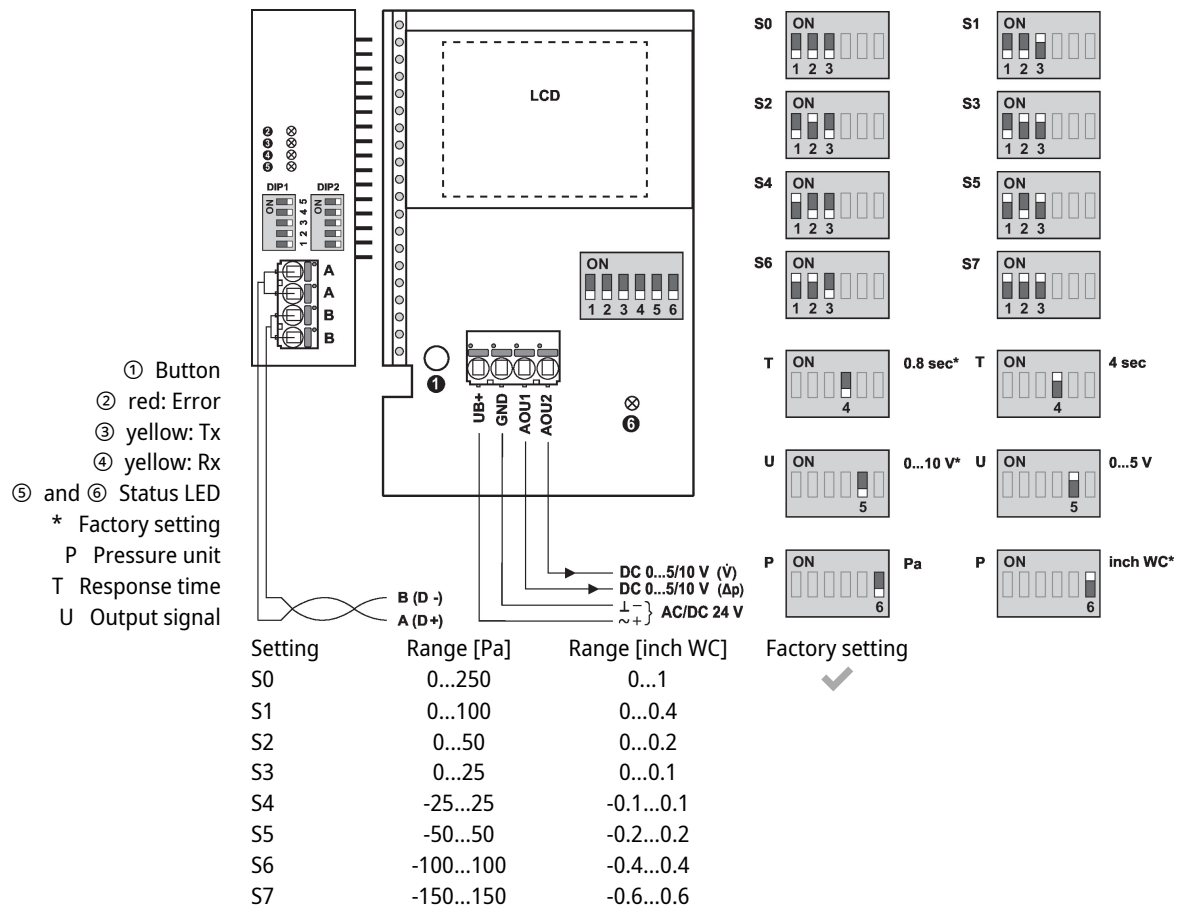 S0 ON 1 2 3
S1 ON 1 2 3
S2 ON 1 2 3
S3 ON 1 2 3
S4 ON 1 2 3
S5 ON 1 2 3
S6 ON 1 2 3
S7 ON 1 2 3
T ON 4 0.8 sec*
T ON 4 4 sec
U ON 5 0...10 V*
U ON 5 0...5 V
P ON 6 Pa
P ON 6 inch WC*
LCD
❷
❸
❹
❺
DIP1 DIP2
ON 1 2 3 4 5 ON
A
A
B
B
ON
1 2 3 4 5 6
❶
❻
UB+
GND
AOU1
AOU2
DC 0...5/10 V (V̇)
DC 0...5/10 V (Δp)
⊥ −
~ + } AC/DC 24 V
B (D -)
A (D+)
① Button
② red: Error
③ yellow: Tx
④ yellow: Rx
⑤ and ⑥ Status LED
* Factory setting
P Pressure unit
T Response time
U Output signal
Setting Range [Pa] Range [inch WC] Factory setting
S0 0...250 0...1 ✔
S1 0...100 0...0.4
S2 0...50 0...0.2
S3 0...25 0...0.1
S4 -25...25 -0.1...0.1
S5 -50...50 -0.2...0.2
S6 -100...100 -0.4...0.4
S7 -150...150 -0.6...0.6